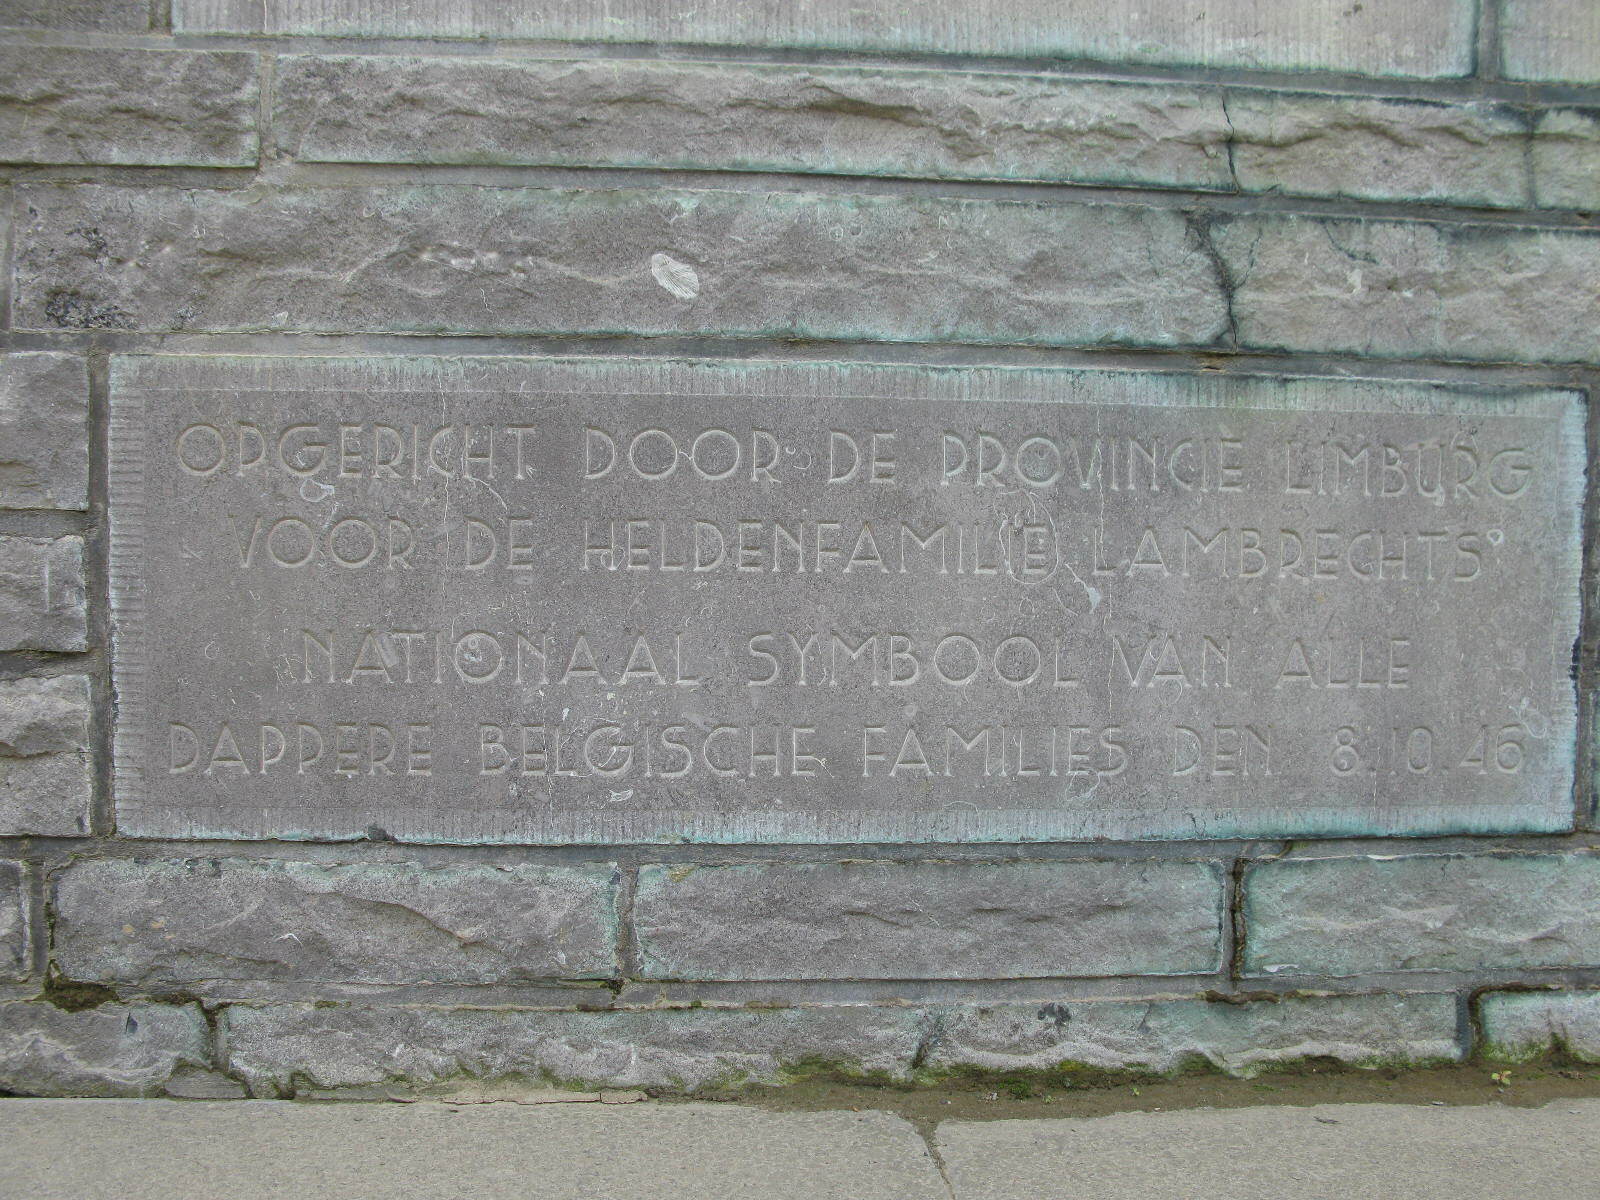 OPGERICHT DOOR DE PROVINCIE LIMBURG
VOOR DE HELDENFAMILIE LAMBRECHTS
NATIONAAL SYMBOOL VAN ALLE
DAPPERE BELGISCHE FAMILIES DEN 8.10.46